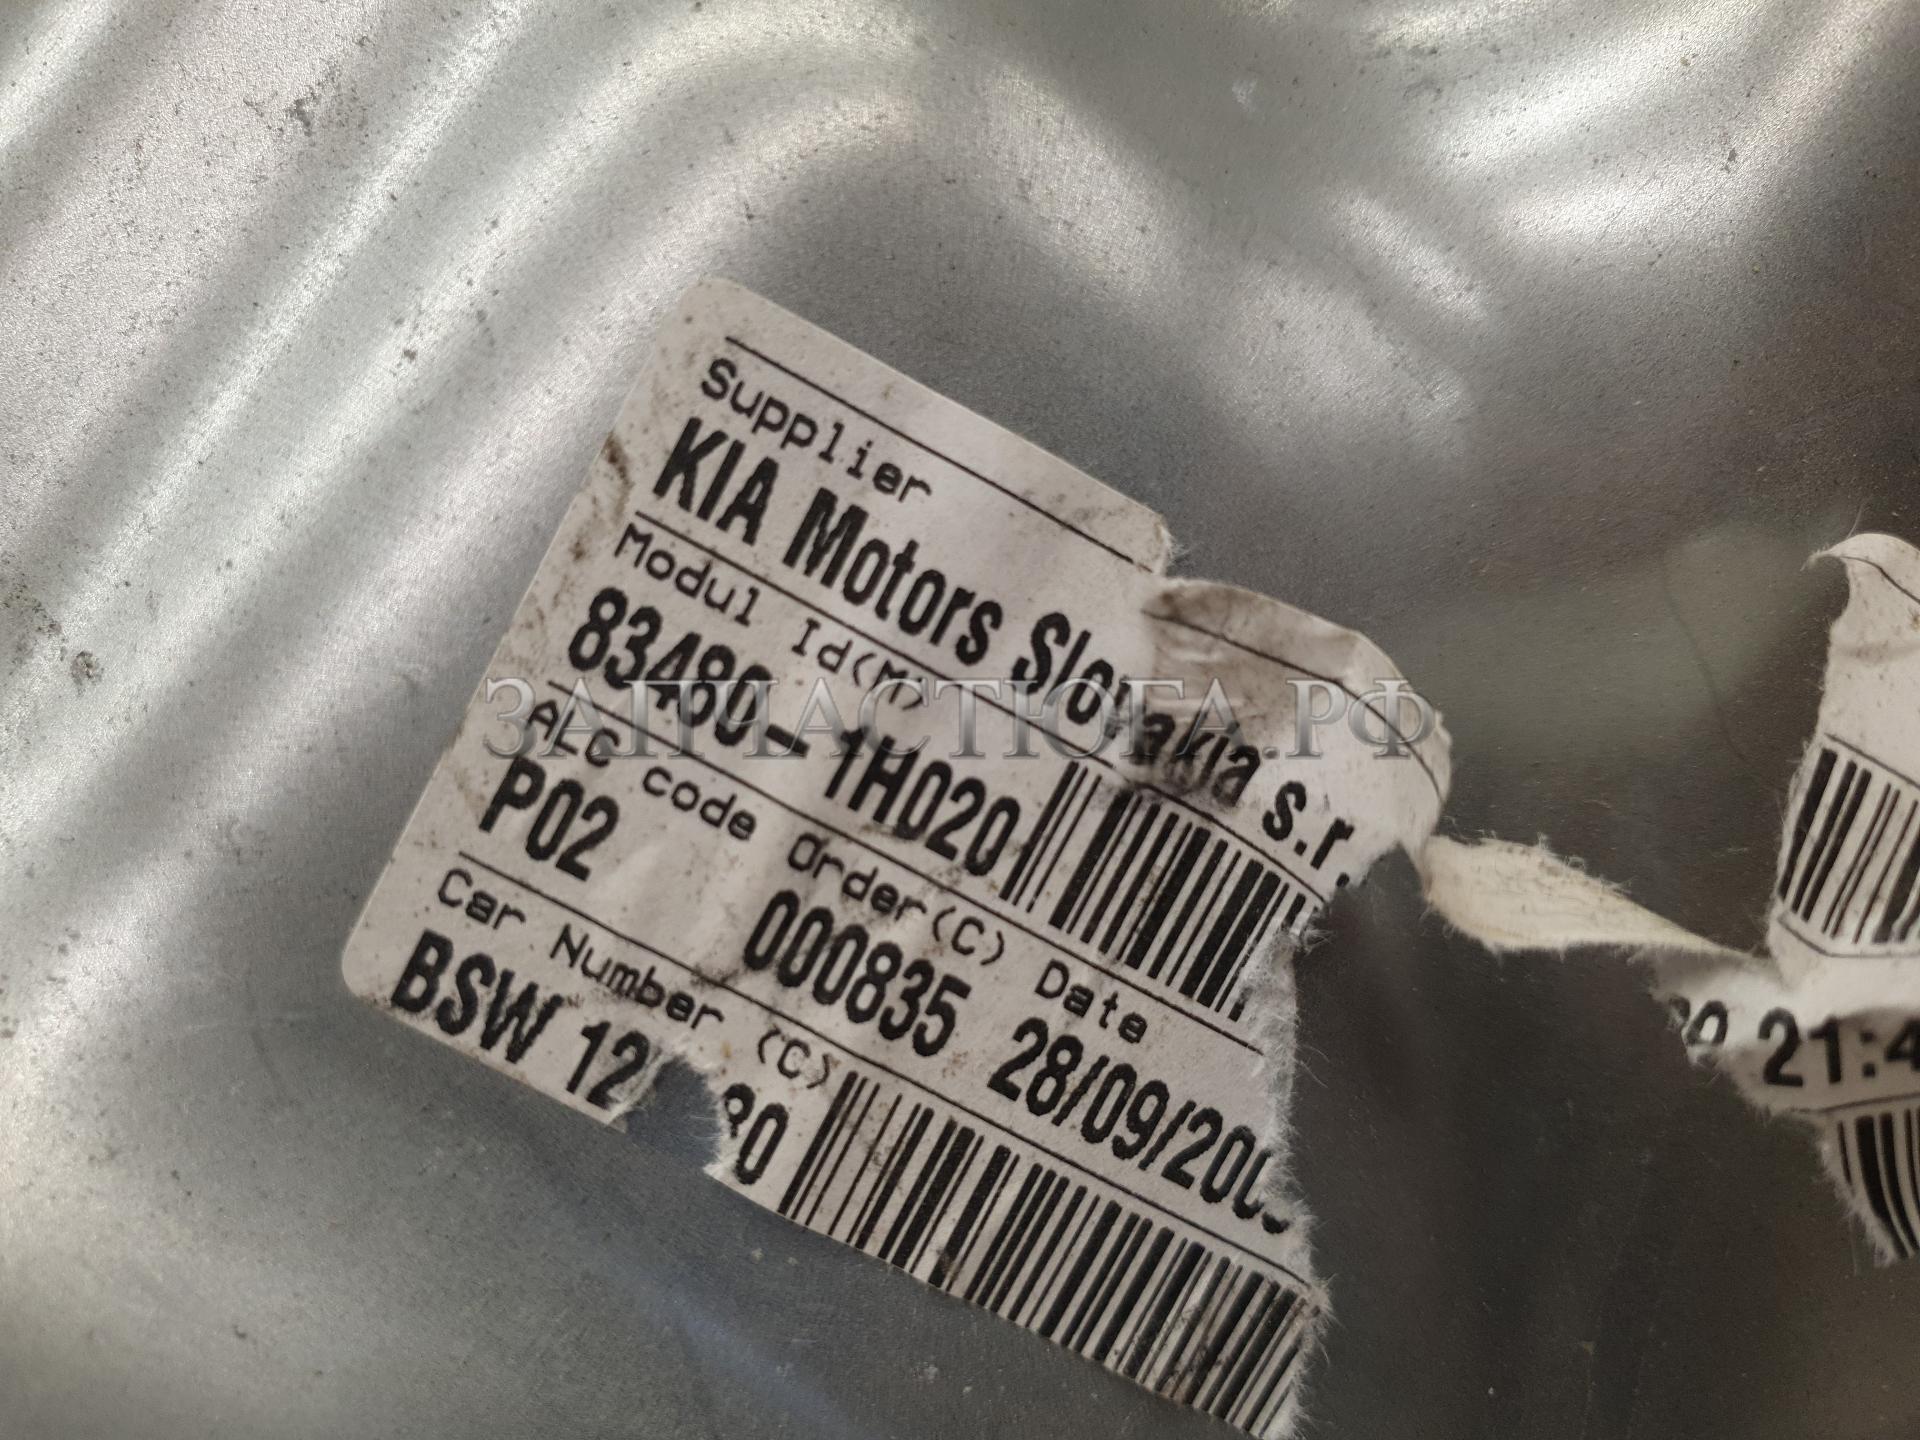 Supplier
KIA Motors Slovakia s.r.
Modul Id(M)
83480-1H020
ALC code Order(C) Date
P02 000835 28/09/200
21:4
Car Number (C)
BSW 12 80
ЗАПЧАСТЮГА.РФ